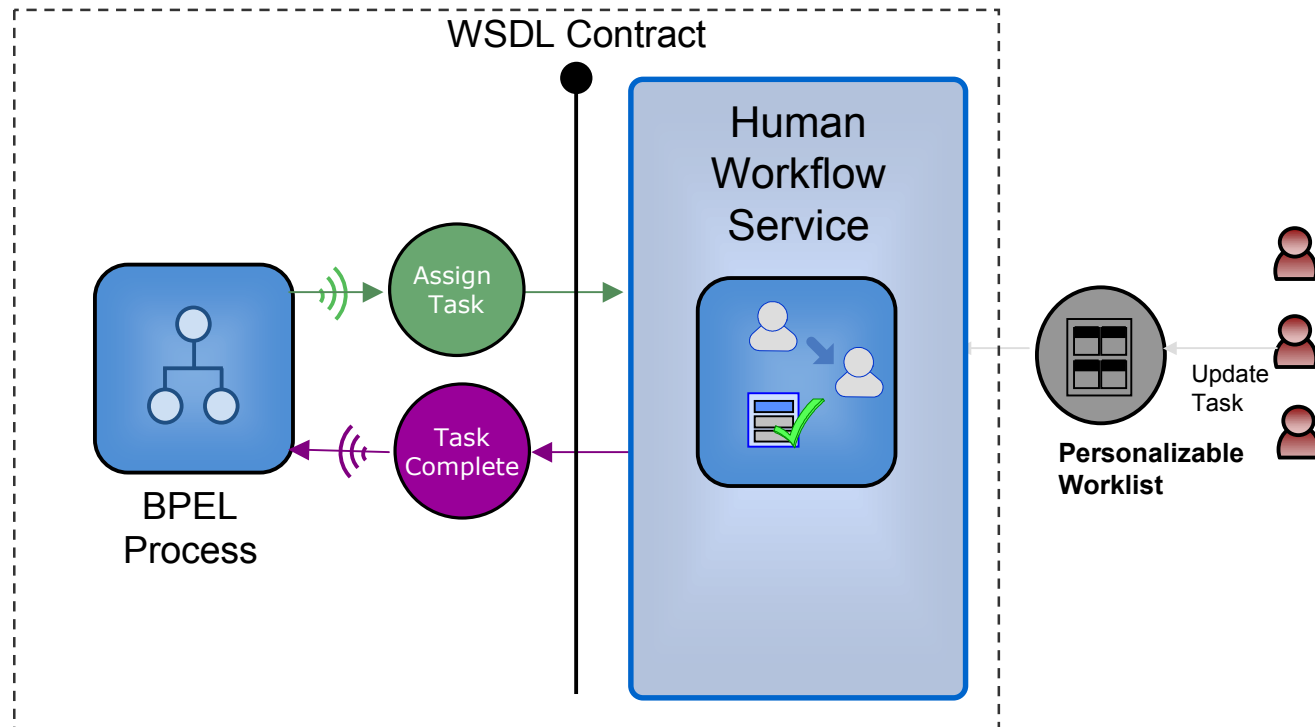 WSDL Contract
Human
Workflow
Service
Assign
Task
Task
Complete
BPEL
Process
Update
Task
Personalizable
Worklist